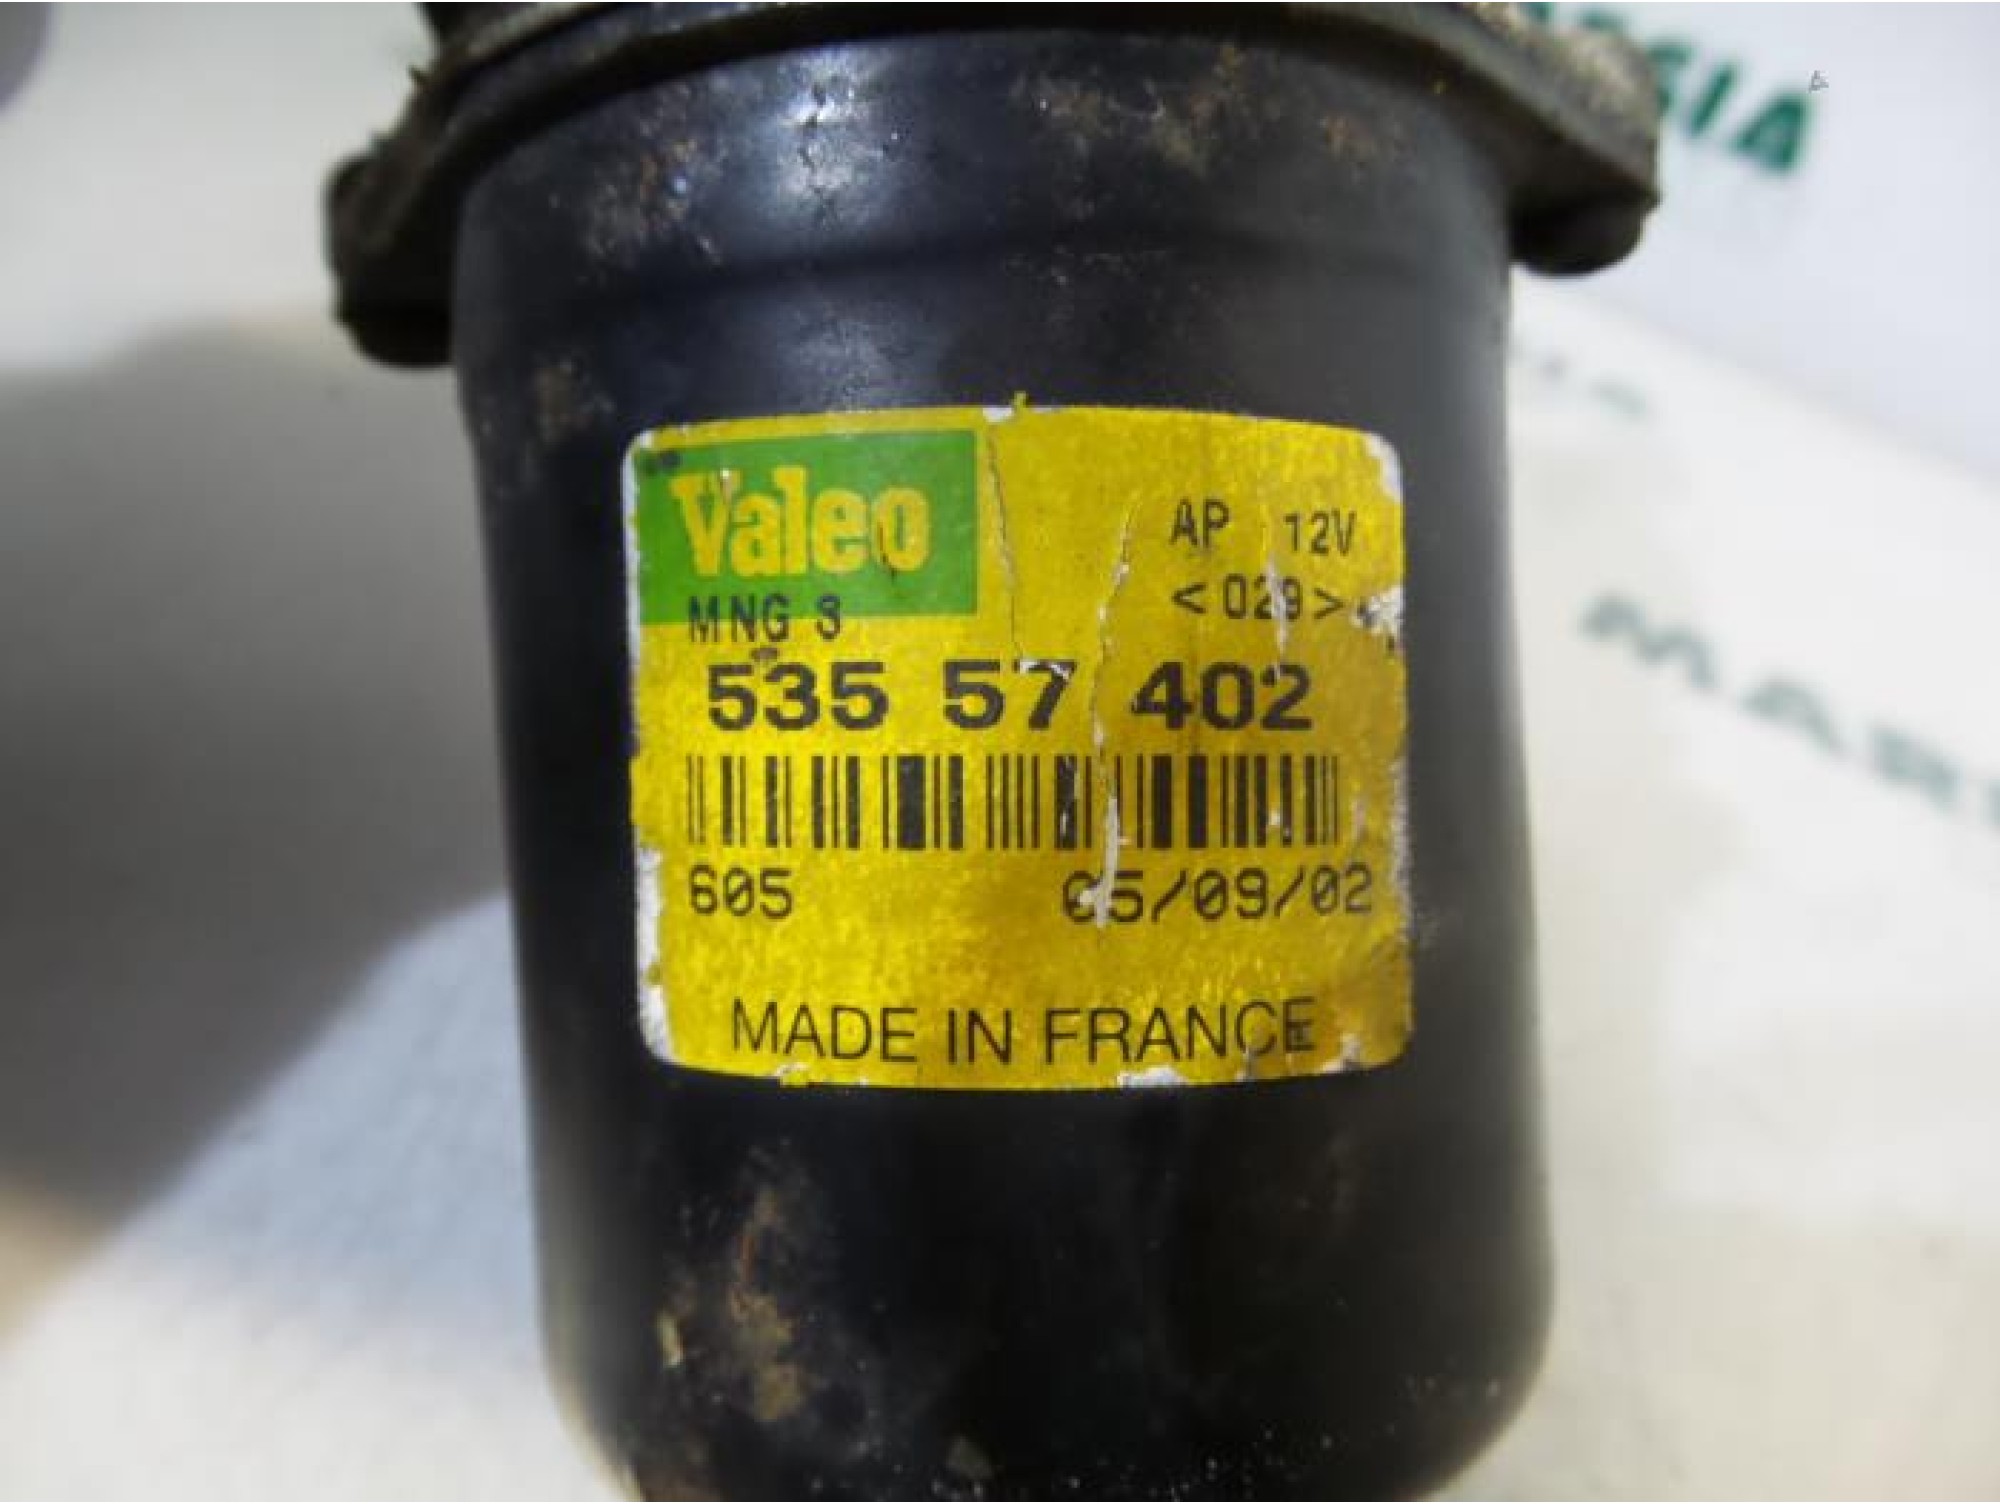 Valeo
AP 12V
<029>
MNG 3
535 57 402
605 05/09/02
MADE IN FRANCE